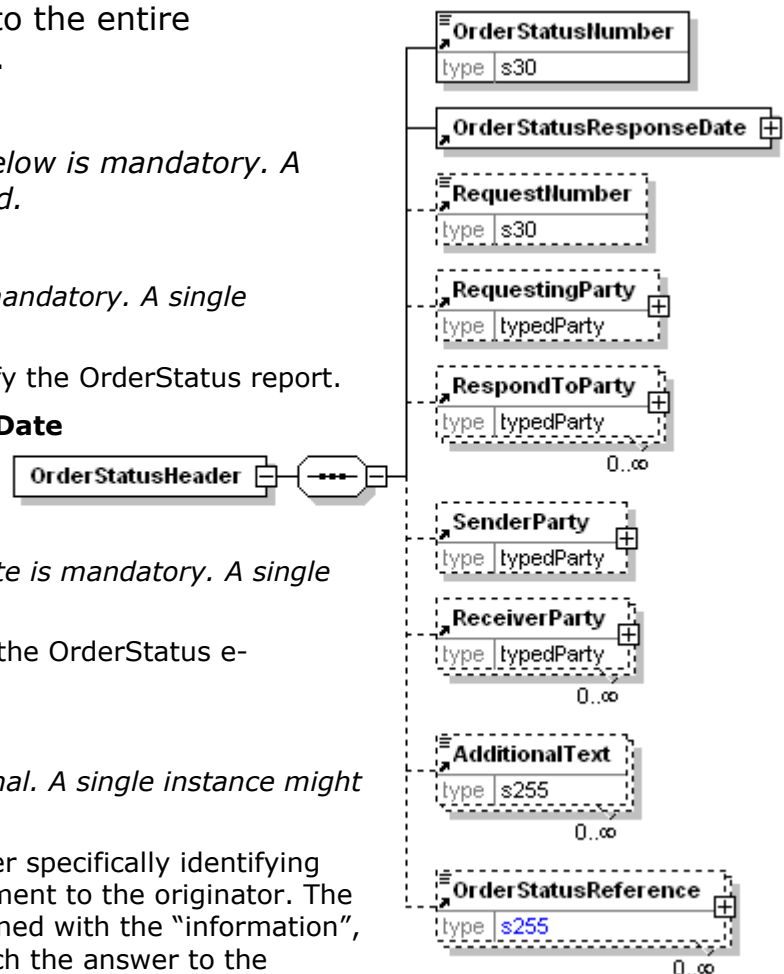 to the entire
.
elow is mandatory. A
d.
mandatory. A single
fy the OrderStatus report.
Date
te is mandatory. A single
the OrderStatus e-
nal. A single instance might
er specifically identifying
ment to the originator. The
ned with the “information”,
ch the answer to the
OrderStatusHeader
OrderStatusNumber
type s30
OrderStatusResponseDate
RequestNumber
type s30
RequestingParty
type typedParty
RespondToParty
type typedParty
0..∞
SenderParty
type typedParty
ReceiverParty
type typedParty
0..∞
AdditionalText
type s255
0..∞
OrderStatusReference
type s255
0..∞